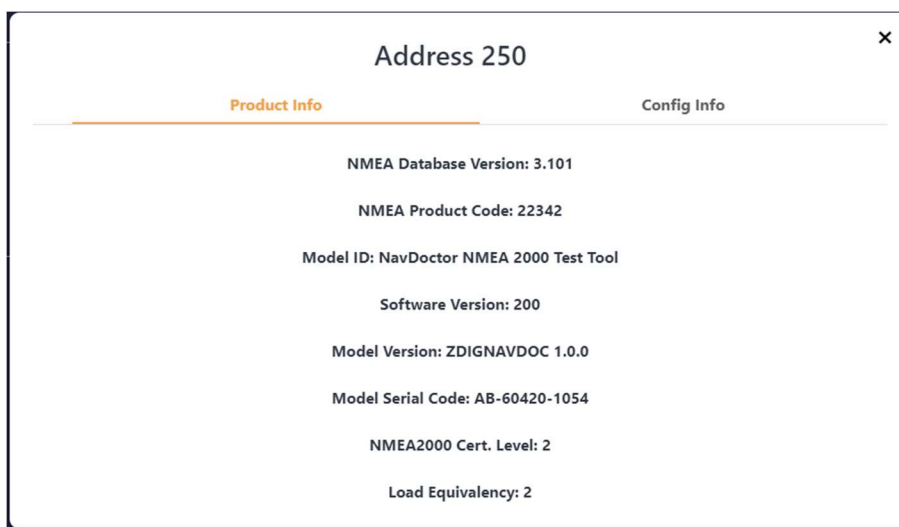 Address 250
Product Info
Config Info
NMEA Database Version: 3.101
NMEA Product Code: 22342
Model ID: NavDoctor NMEA 2000 Test Tool
Software Version: 200
Model Version: ZDIGNAVDOC 1.0.0
Model Serial Code: AB-60420-1054
NMEA2000 Cert. Level: 2
Load Equivalency: 2